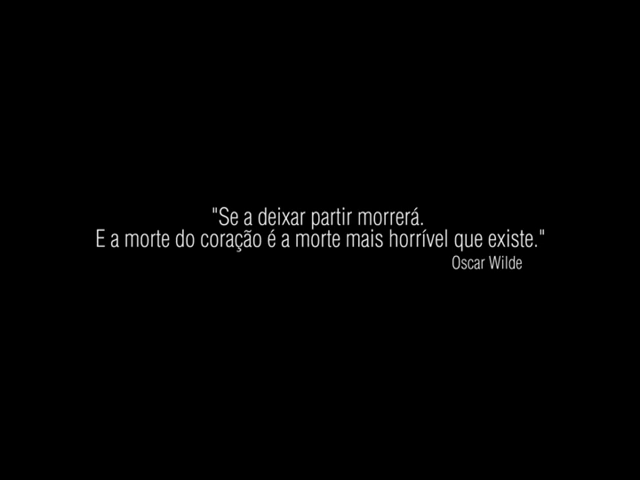 "Se a deixar partir morrerá.
E a morte do coração é a morte mais horrível que existe."
Oscar Wilde